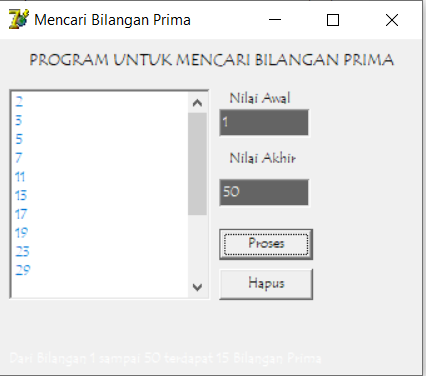 Mencari Bilangan Prima
PROGRAM UNTUK MENCARI BILANGAN PRIMA
2
3
5
7
11
13
17
19
23
29
Nilai Awal
1
Nilai Akhir
50
Proses
Hapus
Dari Bilangan 1 sampai 50 terdapat 15 Bilangan Prima